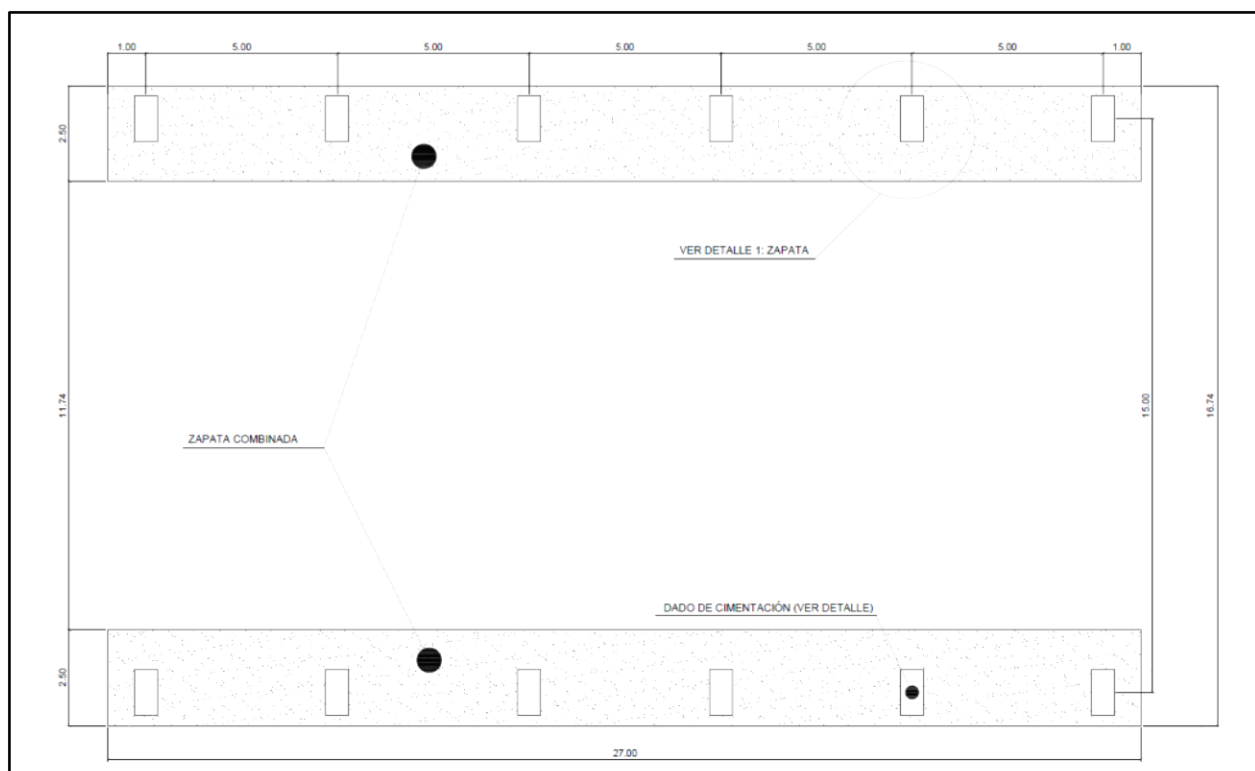 1.00 5.00 5.00 5.00 5.00 5.00 1.00
2.50
VER DETALLE 1: ZAPATA
11.74
15.00
16.74
ZAPATA COMBINADA
DADO DE CIMENTACIÓN (VER DETALLE)
2.50
27.00